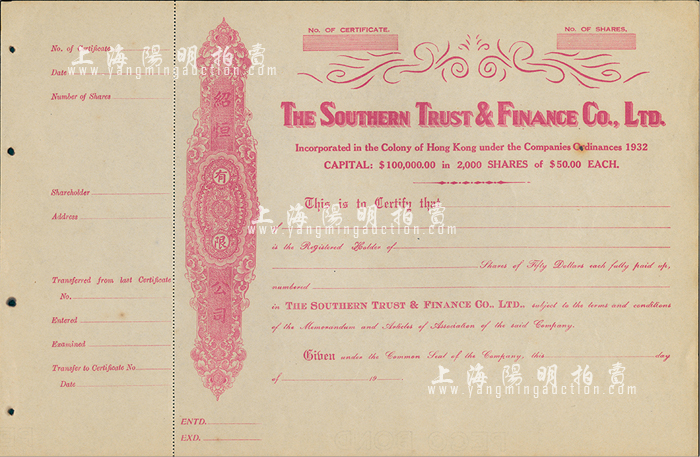 No. of Certificate
Date
Number of Shares
Shareholder
Address
Transferred from last Certificate
No.
Entered
Examined
Transfer to Certificate No
Date
紹恒有限公司
ENTD.
EXD.
No. OF CERTIFICATE.
No. OF SHARES.
THE SOUTHERN TRUST & FINANCE CO., LTD.
Incorporated in the Colony of Hong Kong under the Companies Ordinances 1932
CAPITAL: $100,000.00 in 2,000 SHARES of $50.00 EACH.
This is to Certify that
of
is the Registered Holder of
Shares of Fifty Dollars each fully paid up,
numbered
in THE SOUTHERN TRUST & FINANCE CO., LTD., subject to the terms and conditions
of the Memorandum and Articles of Association of the said Company.
Given under the Common Seal of the Company, this day
of 19
上海陽明拍賣
www.yangmingauction.com
上海陽明拍賣
www.yangmingauction.com
上海陽明拍賣
www.yangmingauction.com